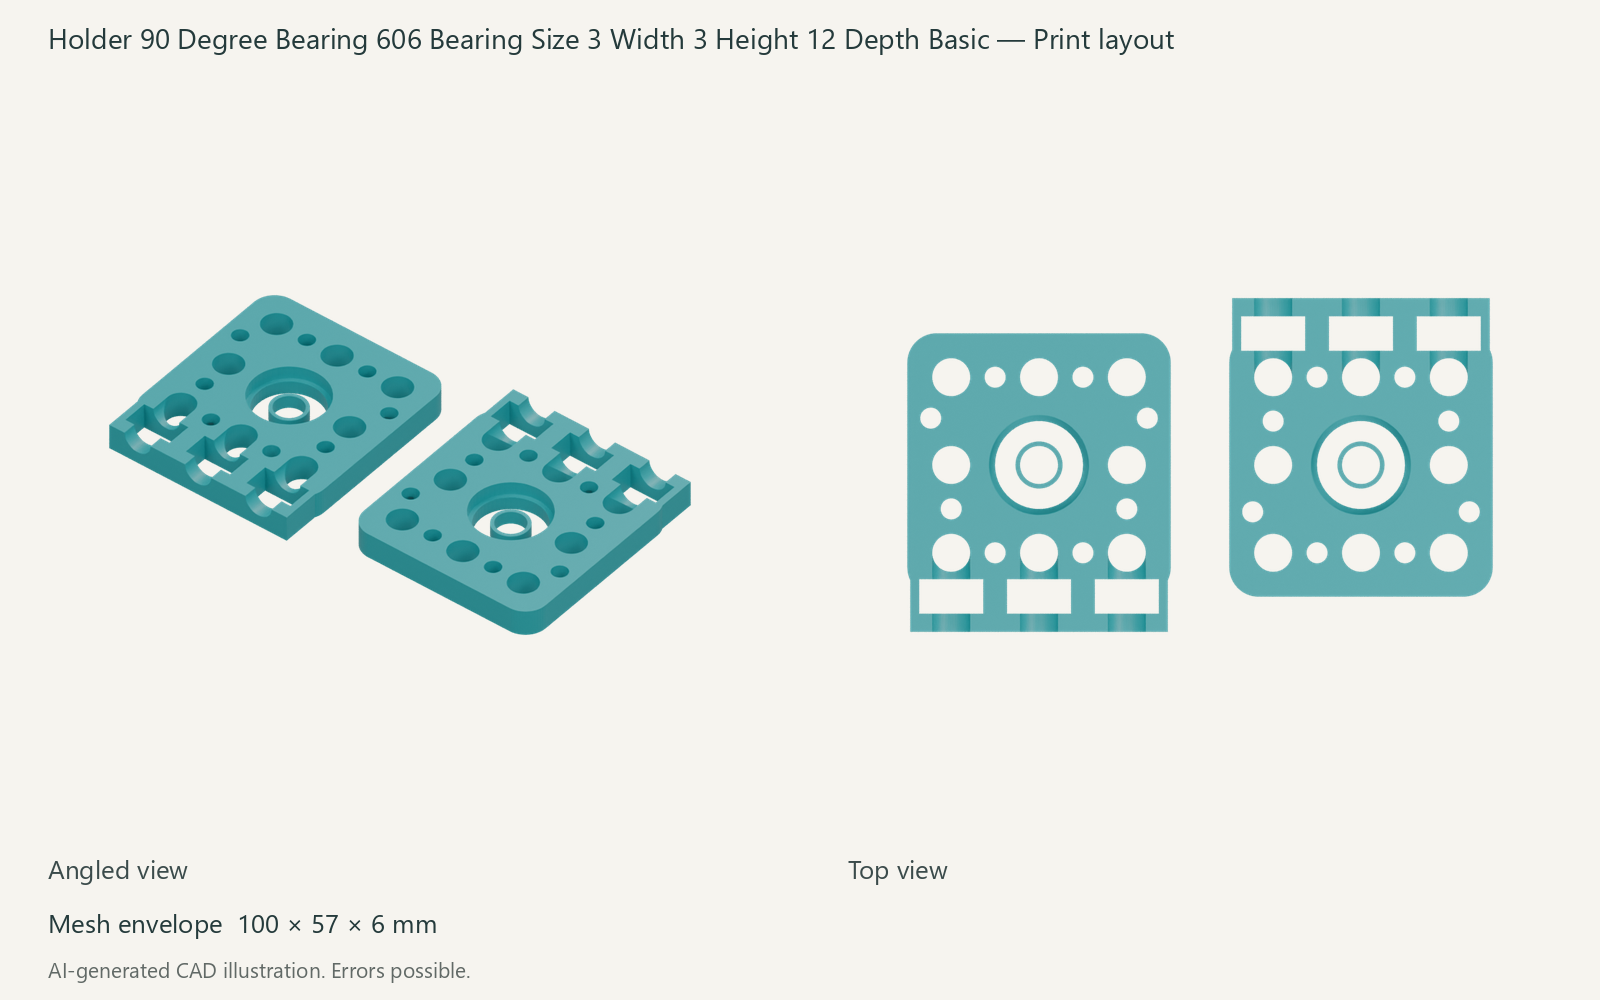 Holder 90 Degree Bearing 606 Bearing Size 3 Width 3 Height 12 Depth Basic — Print layout
Angled view
Top view
Mesh envelope 100 × 57 × 6 mm
AI-generated CAD illustration. Errors possible.